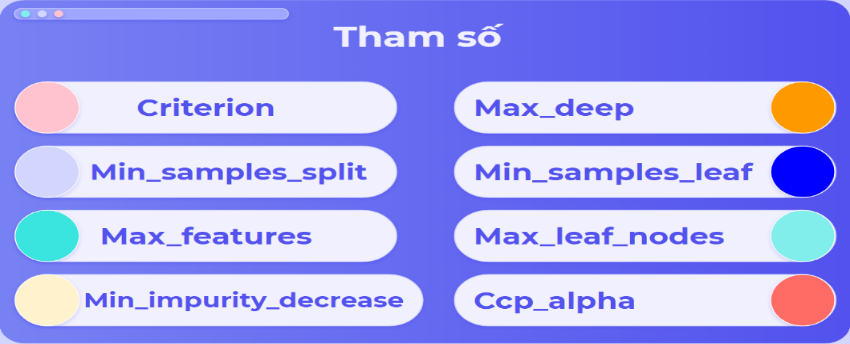 Tham số
Criterion
Max_deep
Min_samples_split
Min_samples_leaf
Max_features
Max_leaf_nodes
Min_impurity_decrease
Ccp_alpha